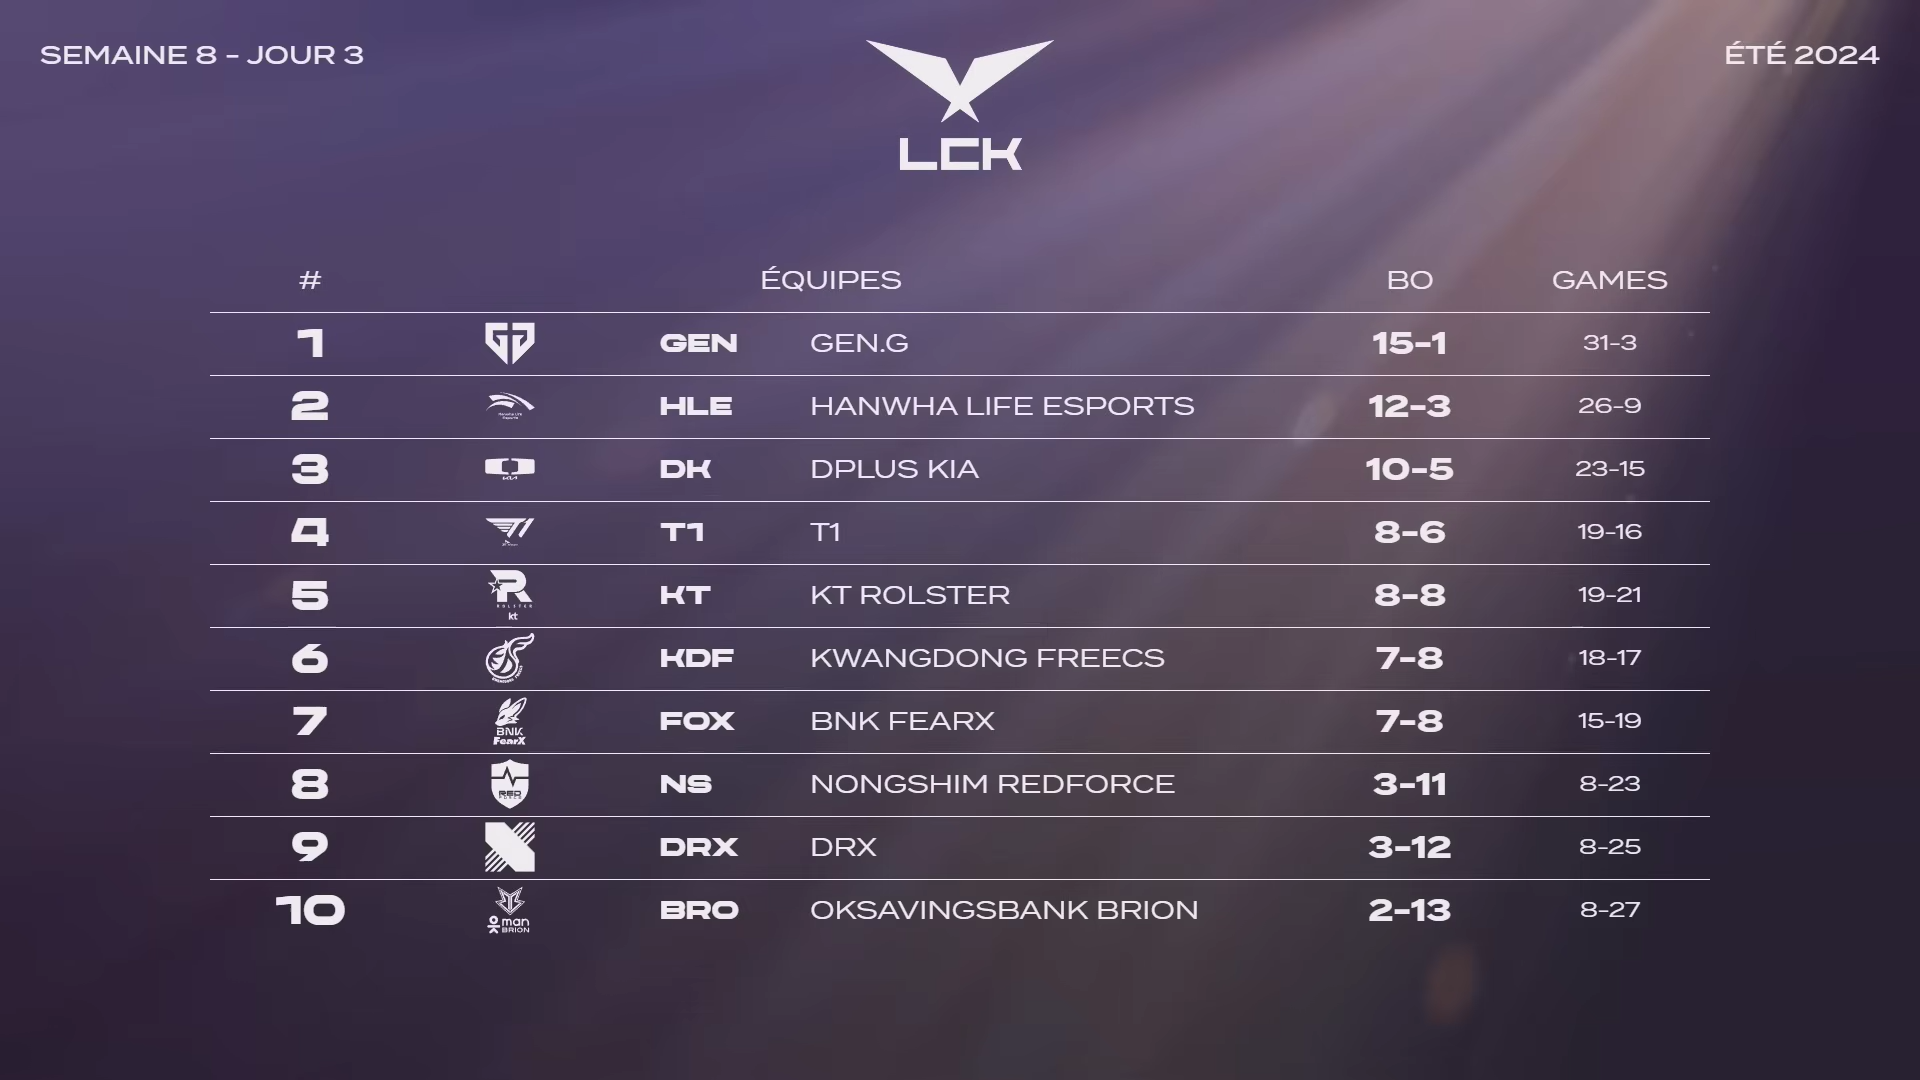 SEMAINE 8 - JOUR 3
ÉTÉ 2024
LCK
# ÉQUIPES BO GAMES
1 GEN GEN.G 15-1 31-3
2 HLE HANWHA LIFE ESPORTS 12-3 26-9
3 DK DPLUS KIA 10-5 23-15
4 T1 T1 8-6 19-16
5 KT KT ROLSTER 8-8 19-21
6 KDF KWANGDONG FREECS 7-8 18-17
7 BNK FearX FOX BNK FEARX 7-8 15-19
8 RED NS NONGSHIM REDFORCE 3-11 8-23
9 DRX DRX 3-12 8-25
10 BRION BRO OKSAVINGSBANK BRION 2-13 8-27